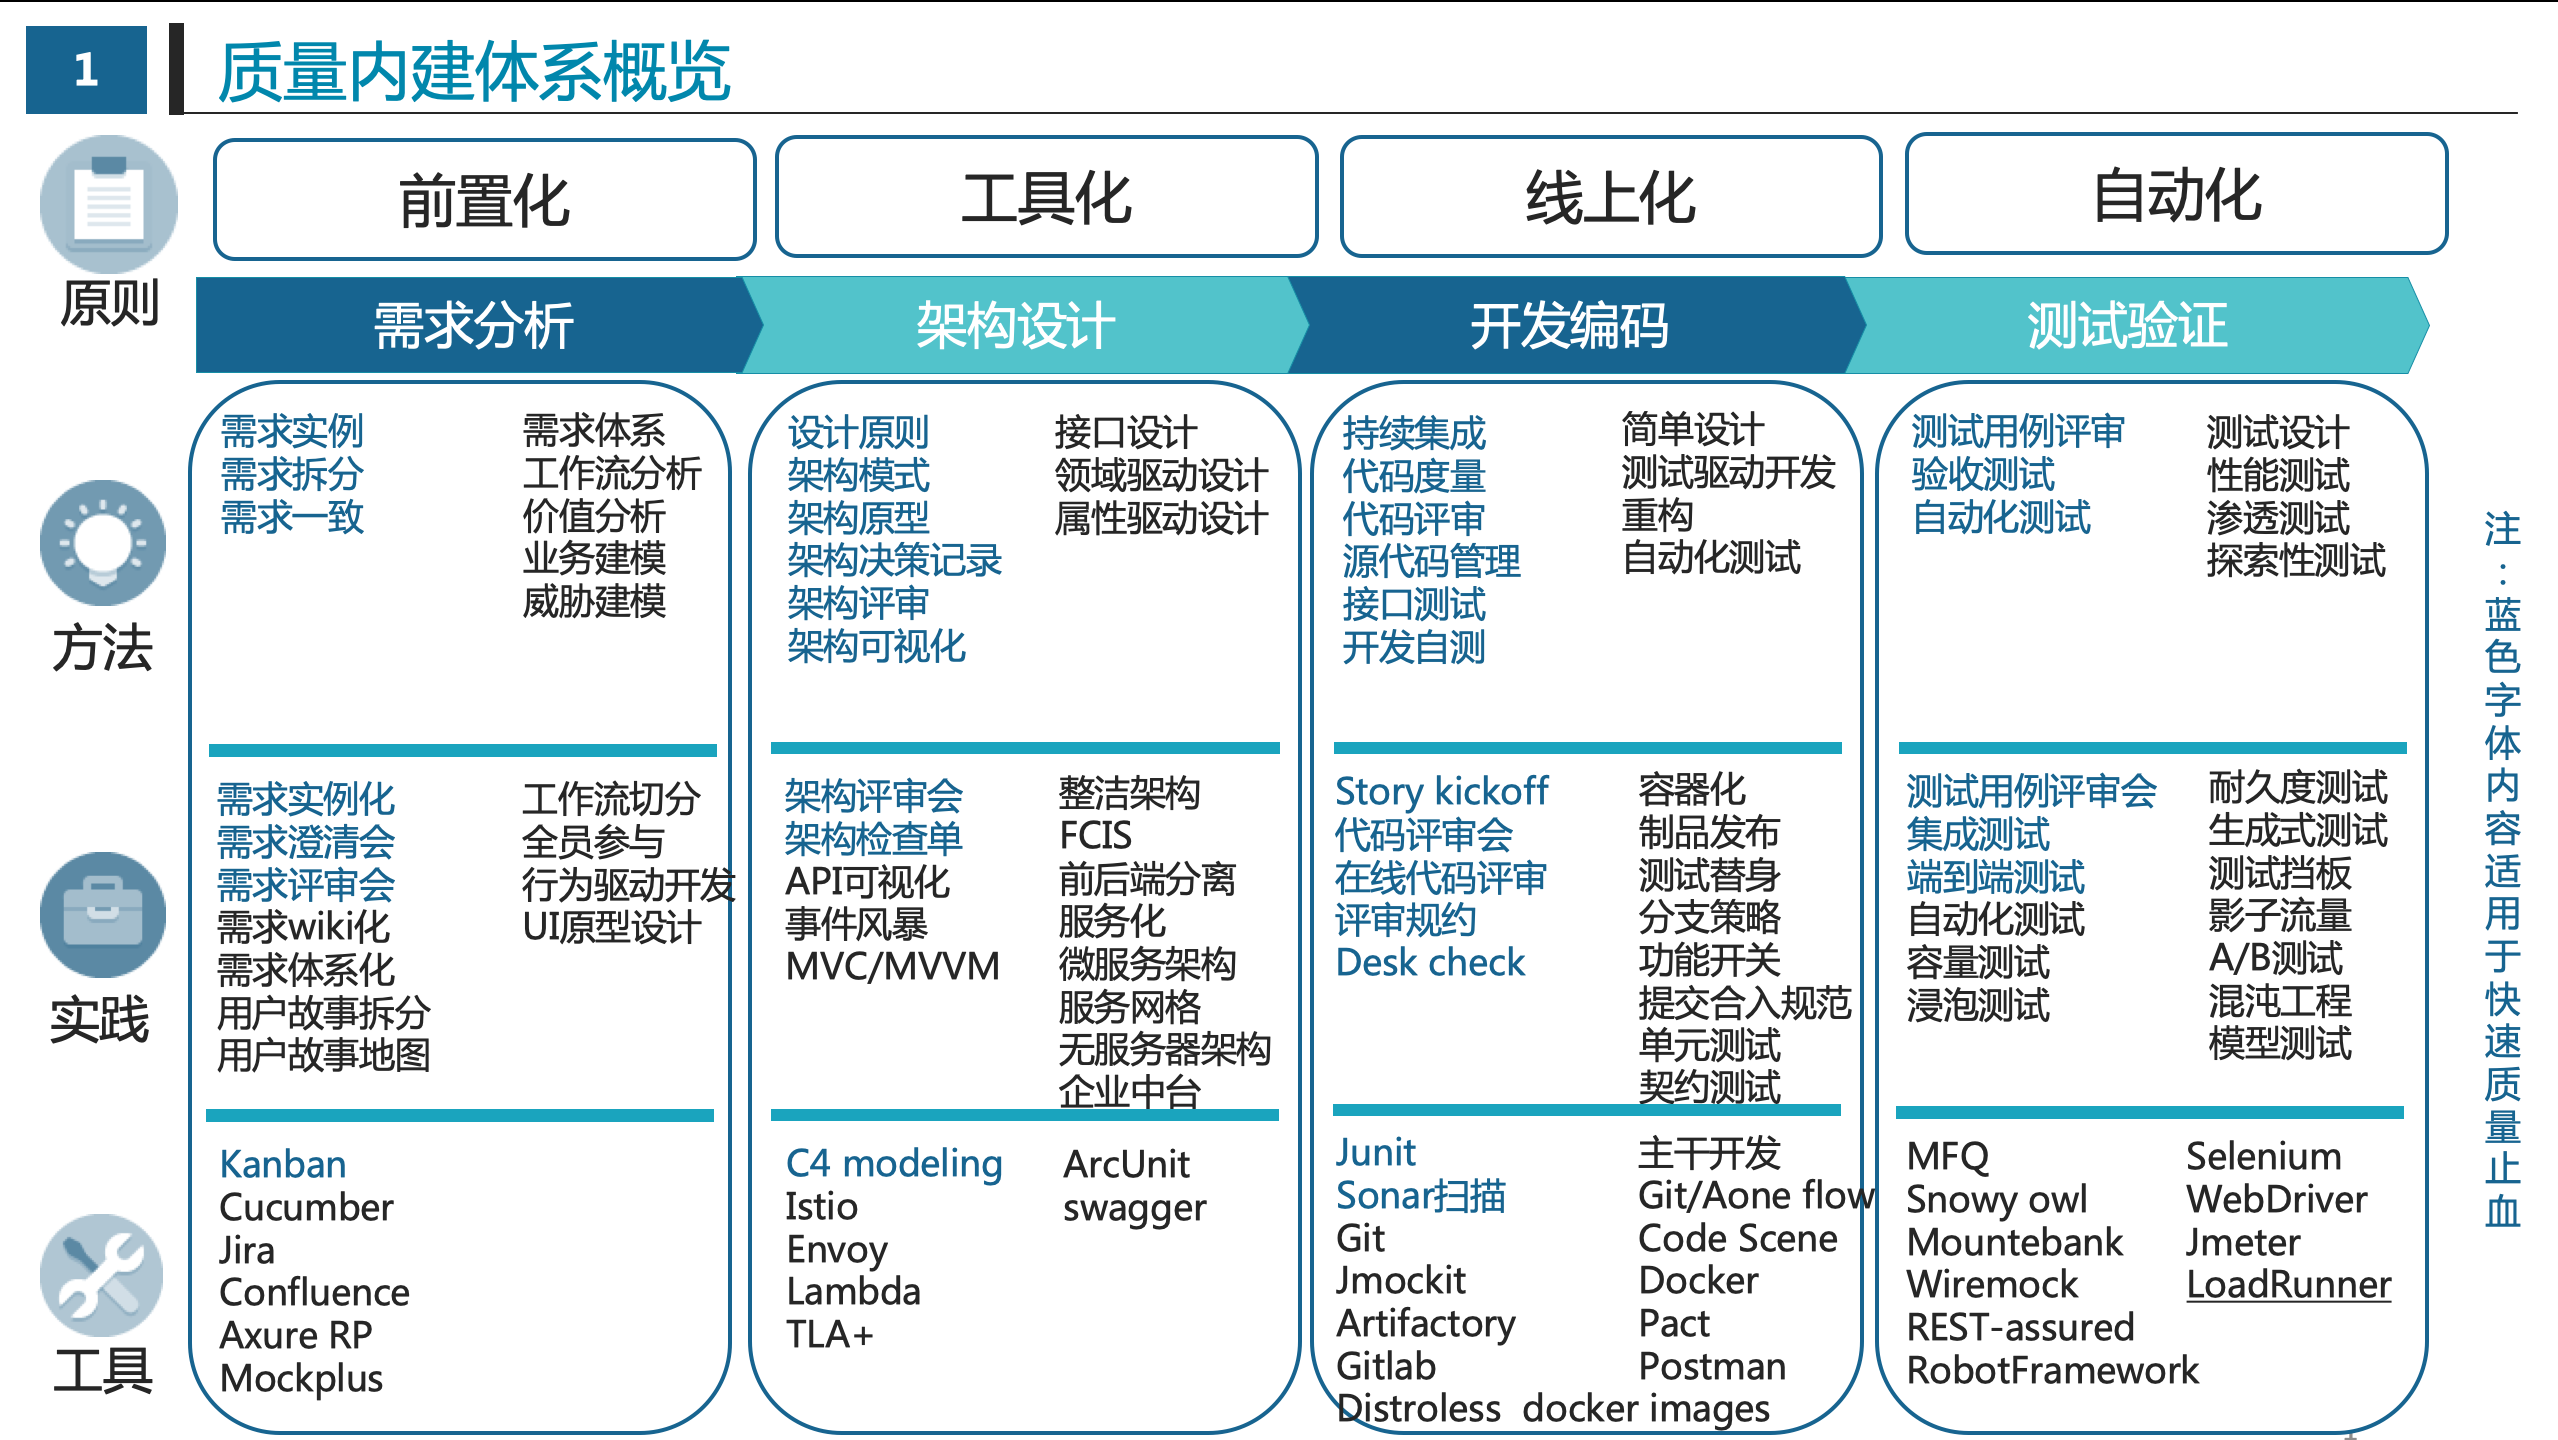 1
质量内建体系概览
原则
前置化
工具化
线上化
自动化
需求分析
架构设计
开发编码
测试验证
方法
需求实例
需求拆分
需求一致
需求体系
工作流分析
价值分析
业务建模
威胁建模
设计原则
架构模式
架构原型
架构决策记录
架构评审
架构可视化
接口设计
领域驱动设计
属性驱动设计
持续集成
代码度量
代码评审
源代码管理
接口测试
开发自测
简单设计
测试驱动开发
重构
自动化测试
测试用例评审
验收测试
自动化测试
测试设计
性能测试
渗透测试
探索性测试
实践
需求实例化
需求澄清会
需求评审会
需求wiki化
需求体系化
用户故事拆分
用户故事地图
工作流切分
全员参与
行为驱动开发
UI原型设计
架构评审会
架构检查单
API可视化
事件风暴
MVC/MVVM
整洁架构
FCIS
前后端分离
服务化
微服务架构
服务网格
无服务器架构
企业中台
Story kickoff
代码评审会
在线代码评审
评审规约
Desk check
容器化
制品发布
测试替身
分支策略
功能开关
提交合入规范
单元测试
契约测试
测试用例评审会
集成测试
端到端测试
自动化测试
容量测试
浸泡测试
耐久度测试
生成式测试
测试挡板
影子流量
A/B测试
混沌工程
模型测试
工具
Kanban
Cucumber
Jira
Confluence
Axure RP
Mockplus
C4 modeling
Istio
Envoy
Lambda
TLA+
ArcUnit
swagger
Junit
Sonar扫描
Git
Jmockit
Artifactory
Gitlab
Distroless docker images
主干开发
Git/Aone flow
Code Scene
Docker
Pact
Postman
MFQ
Snowy owl
Mountebank
Wiremock
REST-assured
RobotFramework
Selenium
WebDriver
Jmeter
LoadRunner
注：蓝色字体内容适用于快速质量止血
1